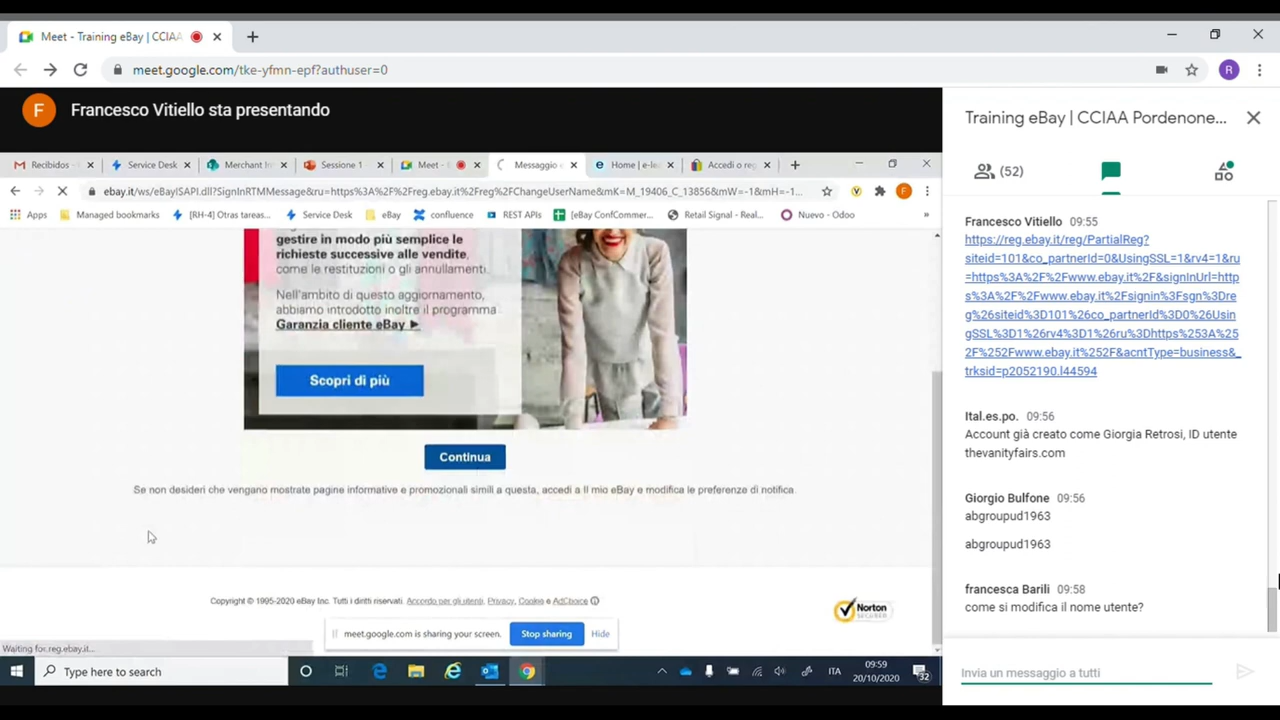 Meet - Training eBay | CCIAA
meet.google.com/tke-yfmn-epf?authuser=0
R
F
Francesco Vitiello sta presentando
Recibidos -
Service Desk
Merchant In
Sessione 1 -
Meet -
Messaggio e
Home | e-le
Accedi o reg
ebay.it/ws/eBayISAPI.dll?SignInRTMMessage&ru=https%3A%2F%2Freg.ebay.it%2Freg%2FChangeUserName&mK=M_19406_C_13856&mW=-1&mH=-1...
F
Apps
Managed bookmarks
[RH-4] Otras tareas...
Service Desk
eBay
confluence
REST APIs
[eBay ConfCommer...
Retail Signal - Real...
Nuevo - Odoo
»
gestire in modo più semplice le
richieste successive alle vendite,
come le restituzioni o gli annullamenti.
Nell'ambito di questo aggiornamento,
abbiamo introdotto inoltre il programma
Garanzia cliente eBay ►
Scopri di più
Continua
Se non desideri che vengano mostrate pagine informative e promozionali simili a questa, accedi a Il mio eBay e modifica le preferenze di notifica
Copyright © 1995-2020 eBay Inc. Tutti i diritti riservati. Accordo per gli utenti, Privacy, Cookie e AdChoice
Norton
SECURED
meet.google.com is sharing your screen.
Stop sharing
Hide
Waiting for reg.ebay.it...
Type here to search
ITA
09:59
20/10/2020
32
Training eBay | CCIAA Pordenone...
(52)
Francesco Vitiello 09:55
https://reg.ebay.it/reg/PartialReg?
siteid=101&co_partnerId=0&UsingSSL=1&rv4=1&ru
=https%3A%2F%2Fwww.ebay.it%2F&signInUrl=http
s%3A%2F%2Fwww.ebay.it%2Fsignin%3Fsgn%3Dre
g%26siteid%3D101%26co_partnerId%3D0%26Usin
gSSL%3D1%26rv4%3D1%26ru%3Dhttps%253A%25
2F%252Fwww.ebay.it%252F&acntType=business&_
trksid=p2052190.l44594
Ital.es.po. 09:56
Account già creato come Giorgia Retrosi, ID utente
thevanityfairs.com
Giorgio Bulfone 09:56
abgroupud1963
abgroupud1963
francesca Barili 09:58
come si modifica il nome utente?
Invia un messaggio a tutti